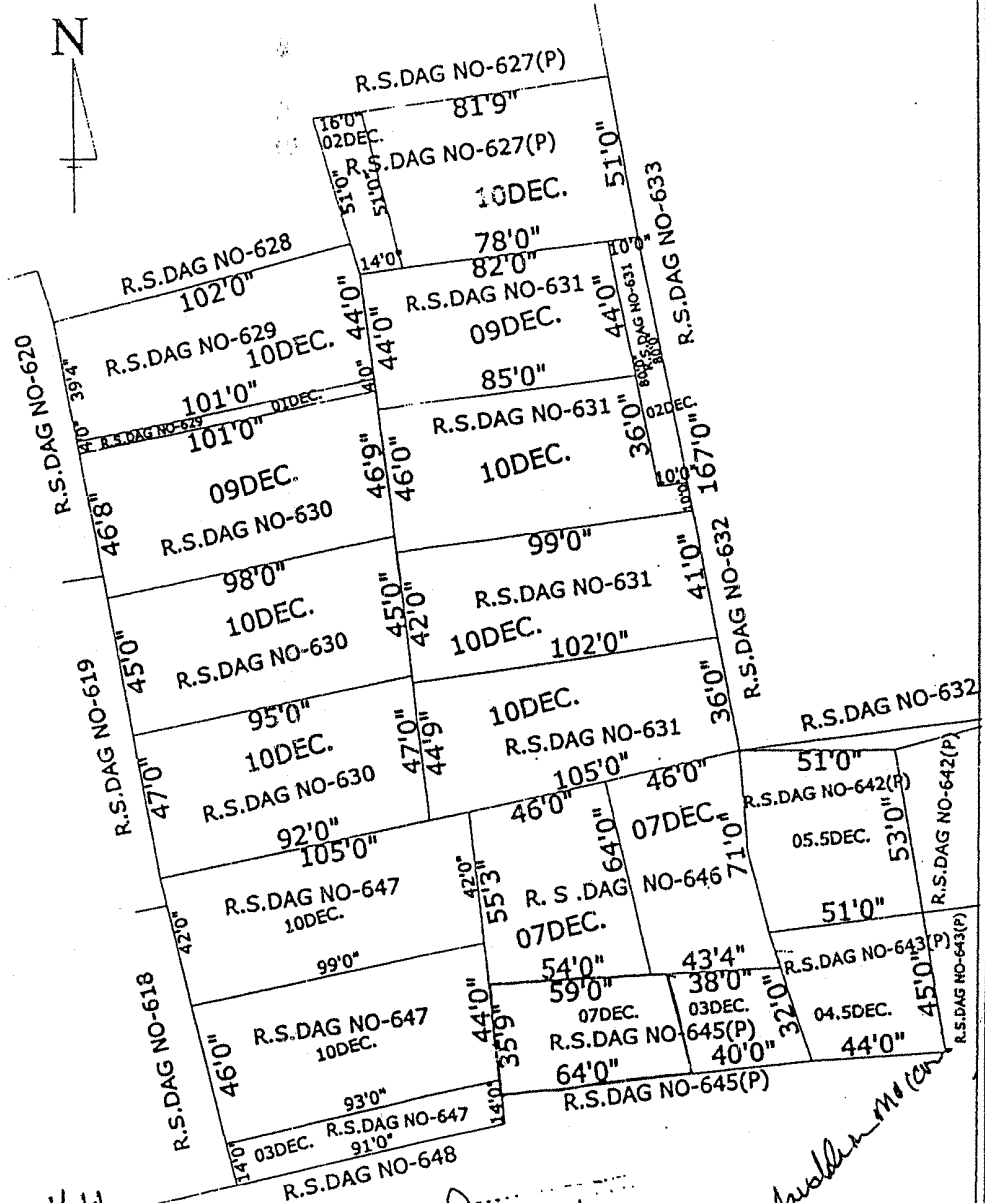 N
R.S.DAG NO-627(P)
81'9"
16'0"
02DEC.
R.S.DAG NO-627(P)
10DEC.
51'0"
51'0"
51'0"
78'0"
R.S.DAG NO-633
R.S.DAG NO-628
102'0"
14'0"
82'0"
10'0"
R.S.DAG NO-629
10DEC.
44'0"
44'0"
R.S.DAG NO-631
09DEC.
44'0"
R.S.DAG NO-631
80'0"
80'0"
R.S.DAG NO-620
39'4"
101'0"
4'0"
85'0"
R.S.DAG NO-629
01DEC.
101'0"
R.S.DAG NO-631
10DEC.
36'0"
02DEC.
167'0"
10'0"
10'0"
09DEC.
R.S.DAG NO-630
46'8"
46'9"
46'0"
98'0"
99'0"
10DEC.
R.S.DAG NO-630
45'0"
45'0"
42'0"
R.S.DAG NO-631
10DEC.
41'0"
R.S.DAG NO-632
102'0"
R.S.DAG NO-619
95'0"
10DEC.
R.S.DAG NO-630
47'0"
47'0"
44'9"
10DEC.
R.S.DAG NO-631
36'0"
105'0"
R.S.DAG NO-632
92'0"
105'0"
46'0"
46'0"
51'0"
R.S.DAG NO-642(P)
05.5DEC.
53'0"
R.S.DAG NO-642(P)
R.S.DAG NO-647
10DEC.
42'0"
42'0"
55'3"
64'0"
07DEC.
71'0"
R. S .DAG NO-646
07DEC.
51'0"
99'0"
54'0"
43'4"
R.S.DAG NO-643(P)
R.S.DAG NO-643(P)
R.S.DAG NO-618
R.S.DAG NO-647
10DEC.
46'0"
44'0"
35'9"
59'0"
07DEC.
38'0"
03DEC.
R.S.DAG NO-645(P)
32'0"
04.5DEC.
45'0"
64'0"
40'0"
44'0"
93'0"
R.S.DAG NO-645(P)
03DEC.
R.S.DAG NO-647
14'0"
14'0"
91'0"
R.S.DAG NO-648